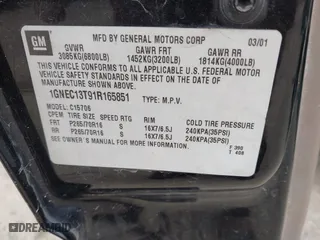 GM
MFD BY GENERAL MOTORS CORP
03/01
GVWR GAWR FRT GAWR RR
3085KG(6800LB) 1452KG(3200LB) 1814KG(4000LB)
THIS VEHICLE CONFORMS TO ALL APPLICABLE U.S. FEDERAL
MOTOR VEHICLE SAFETY STANDARDS IN EFFECT ON THE DATE OF
MANUFACTURE SHOWN ABOVE.
1GNEC13T91R165851 TYPE: M.P.V.
MODEL: C15706
CPEM TIRE SIZE SPEED RTG RIM COLD TIRE PRESSURE
FRT P265/70R16 S 16X7/6.5J 240KPA(35PSI)
RR P265/70R16 S 16X7/6.5J 240KPA(35PSI)
SEE OWNER'S MANUAL FOR ADDITIONAL INFORMATION